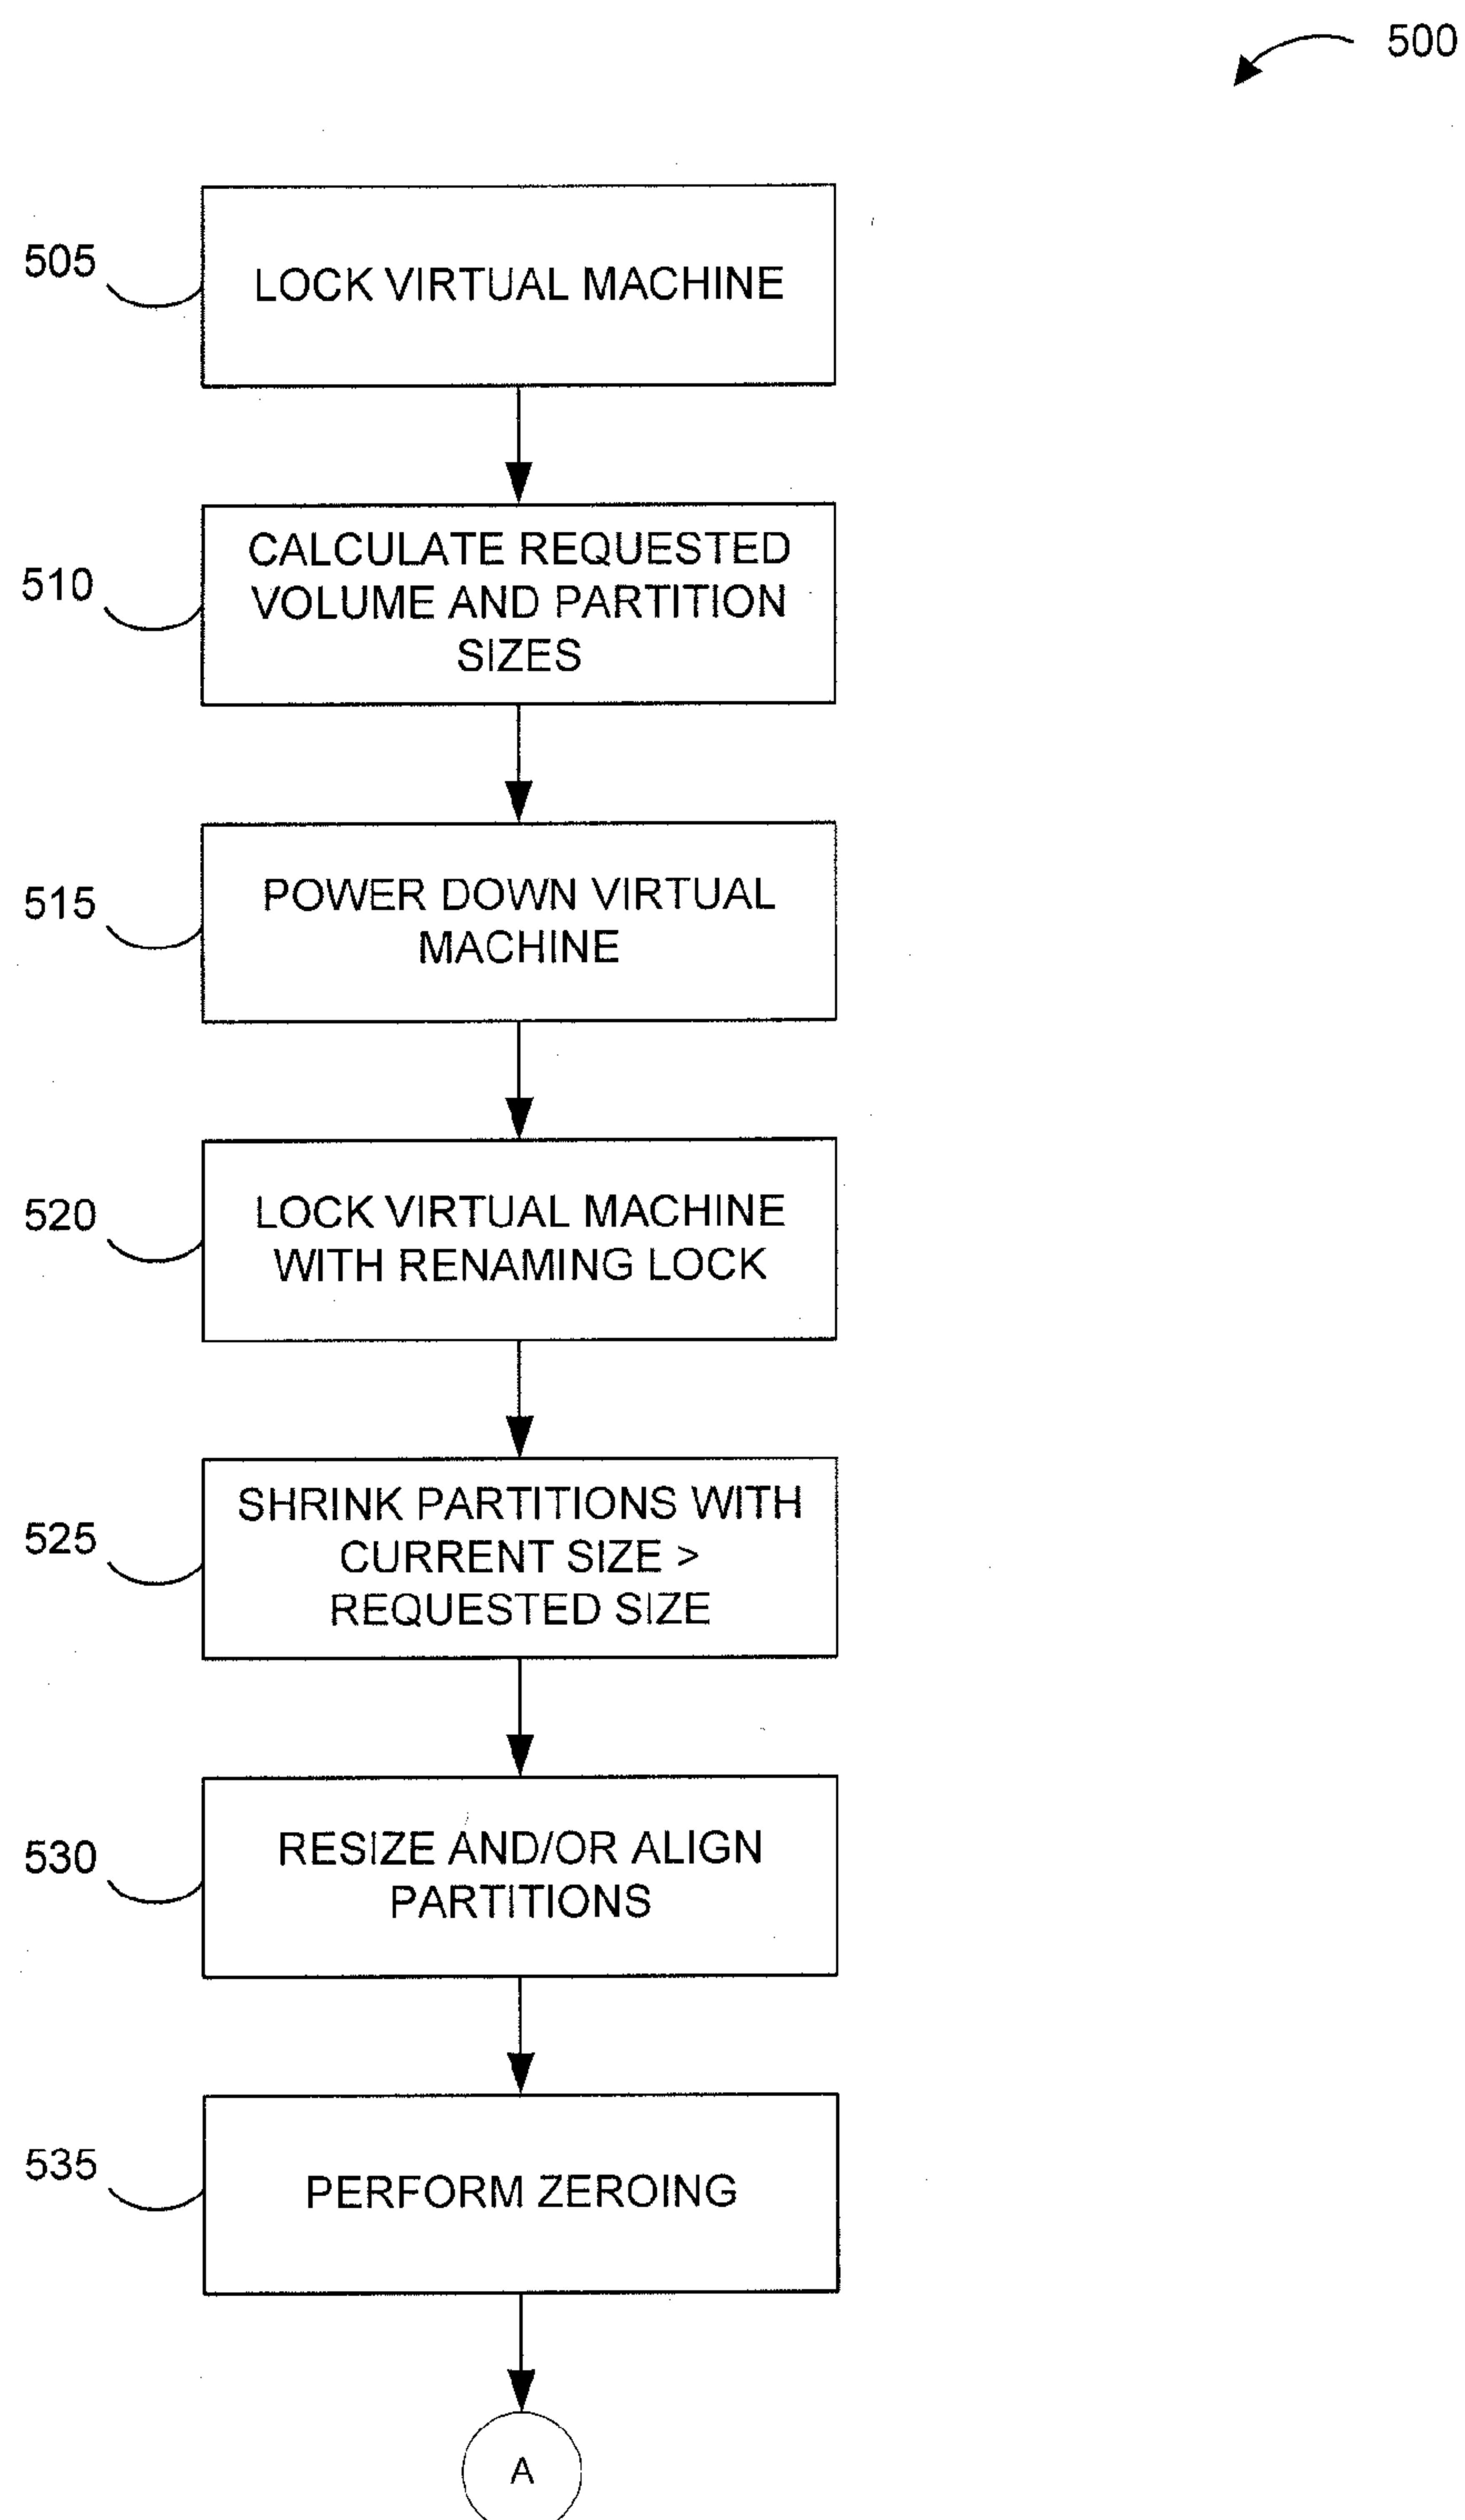 500
505
LOCK VIRTUAL MACHINE
510
CALCULATE REQUESTED
VOLUME AND PARTITION
SIZES
515
POWER DOWN VIRTUAL
MACHINE
520
LOCK VIRTUAL MACHINE
WITH RENAMING LOCK
525
SHRINK PARTITIONS WITH
CURRENT SIZE >
REQUESTED SIZE
530
RESIZE AND/OR ALIGN
PARTITIONS
535
PERFORM ZEROING
A